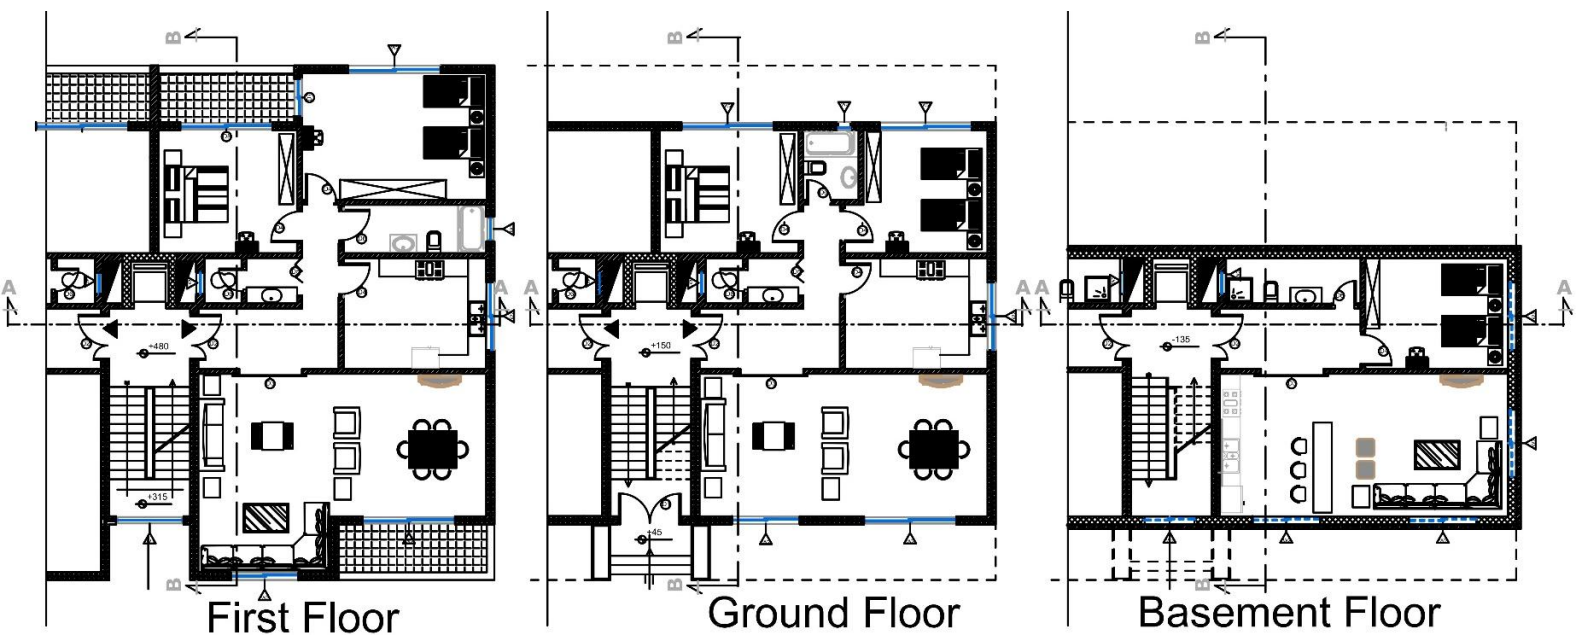 B B B
A A A A A
+480 +150 -135
+315
+45
B B B
First Floor Ground Floor Basement Floor